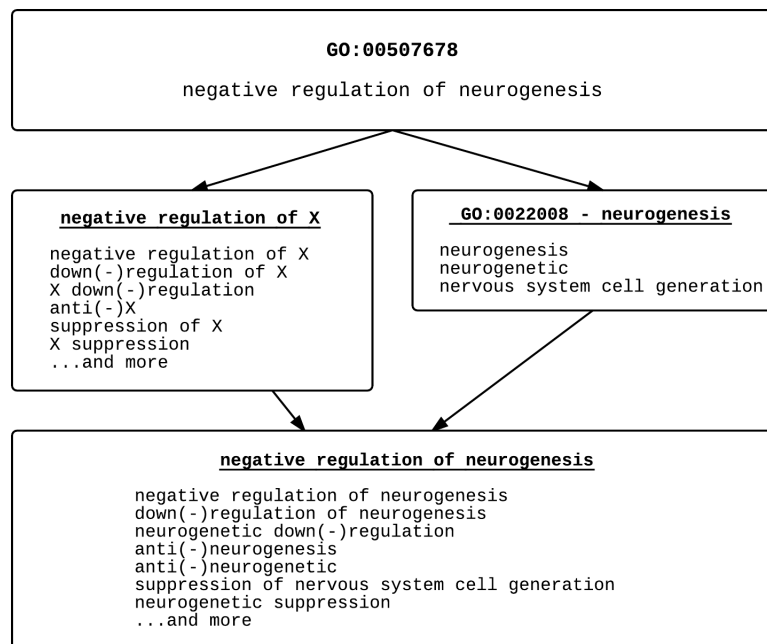 GO:00507678
negative regulation of neurogenesis
negative regulation of X
negative regulation of X
down(-)regulation of X
X down(-)regulation
anti(-)X
suppression of X
X suppression
...and more
GO:0022008 - neurogenesis
neurogenesis
neurogenetic
nervous system cell generation
negative regulation of neurogenesis
negative regulation of neurogenesis
down(-)regulation of neurogenesis
neurogenetic down(-)regulation
anti(-)neurogenesis
anti(-)neurogenetic
suppression of nervous system cell generation
neurogenetic suppression
...and more